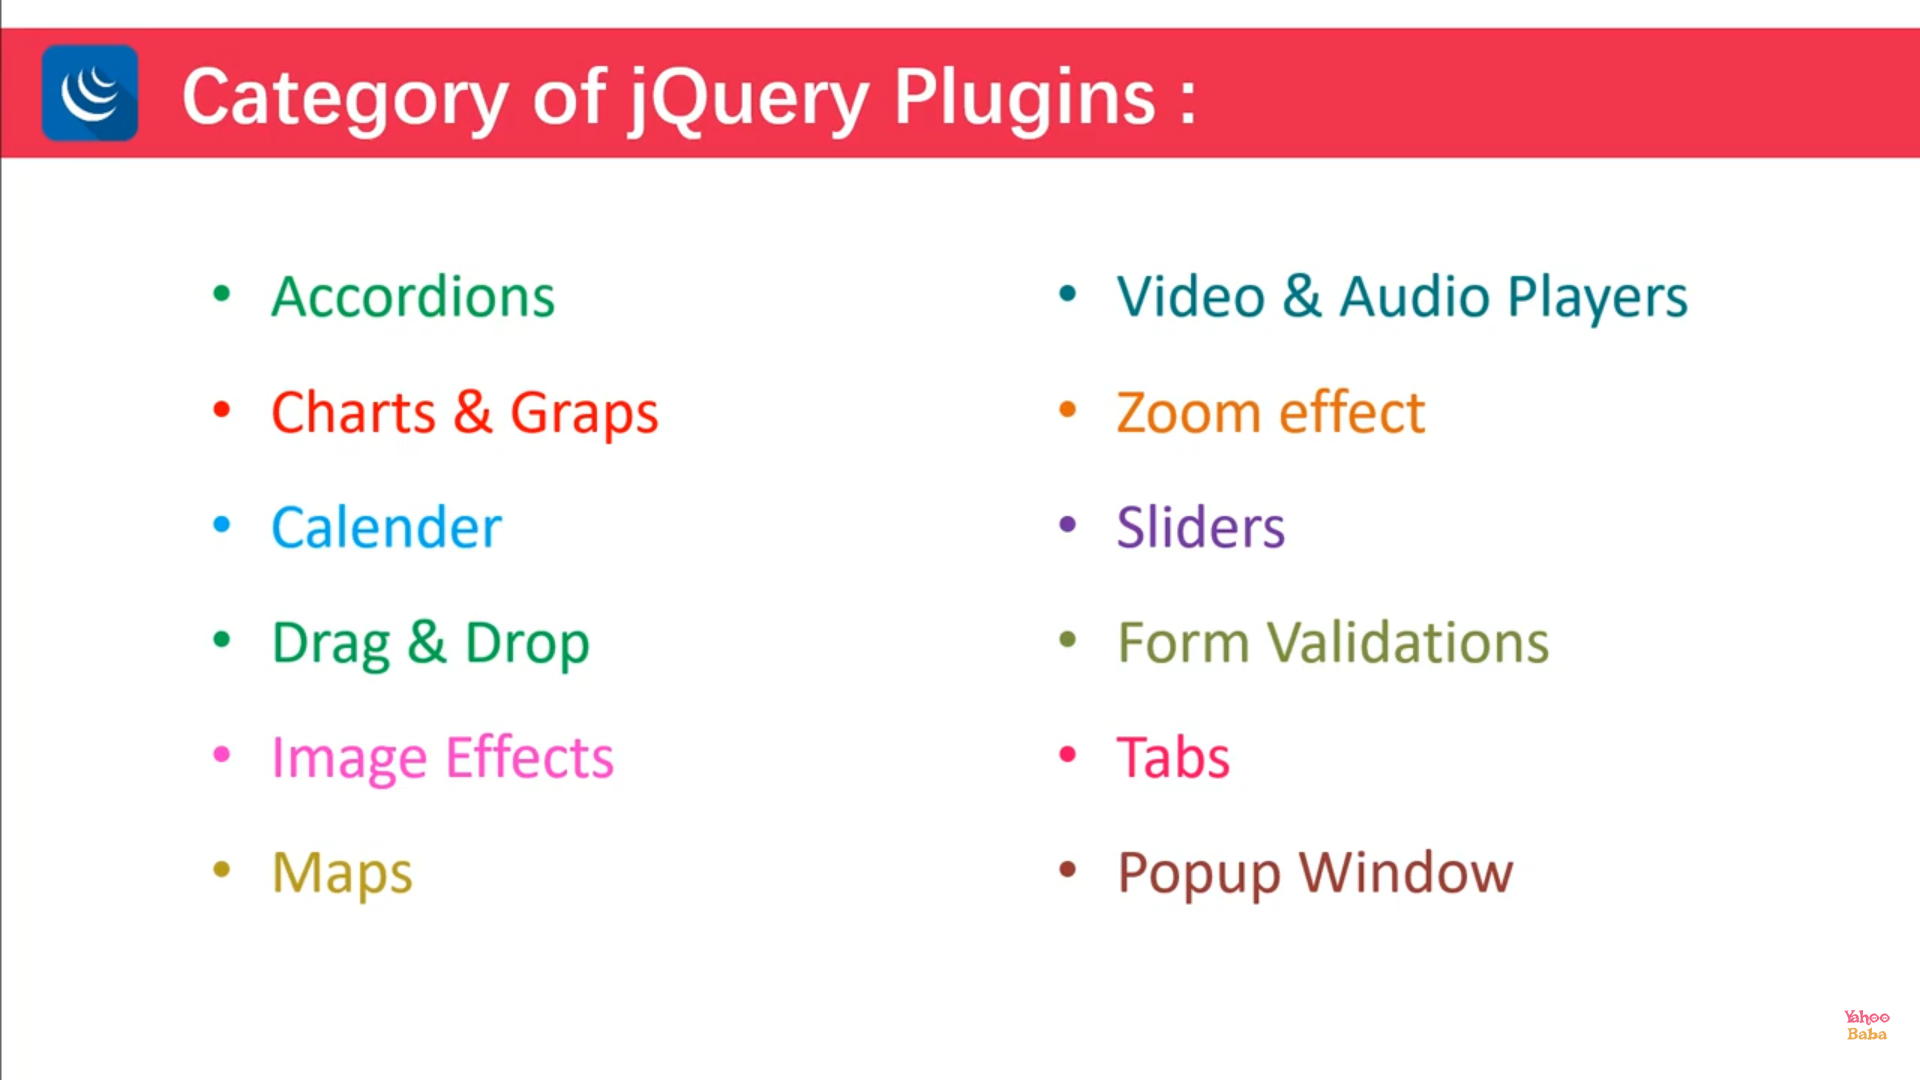 Category of jQuery Plugins :
• Accordions
• Charts & Graps
• Calender
• Drag & Drop
• Image Effects
• Maps
• Video & Audio Players
• Zoom effect
• Sliders
• Form Validations
• Tabs
• Popup Window
Yahoo
Baba